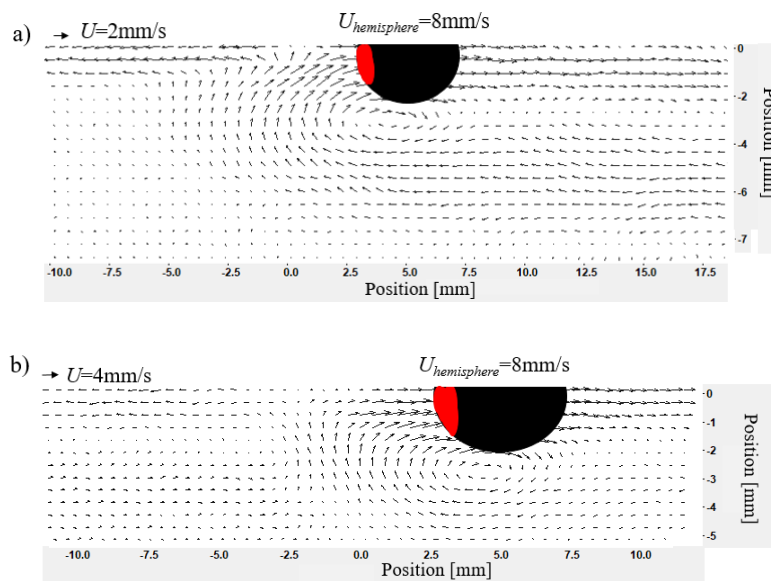 a)
U=2mm/s
U_hemisphere=8mm/s
0
-2
-4
-6
-7
Position [mm]
-10.0 -7.5 -5.0 -2.5 0.0 2.5 5.0 7.5 10.0 12.5 15.0 17.5
Position [mm]
b)
U=4mm/s
U_hemisphere=8mm/s
0
-1
-2
-3
-4
-5
Position [mm]
-10.0 -7.5 -5.0 -2.5 0.0 2.5 5.0 7.5 10.0
Position [mm]